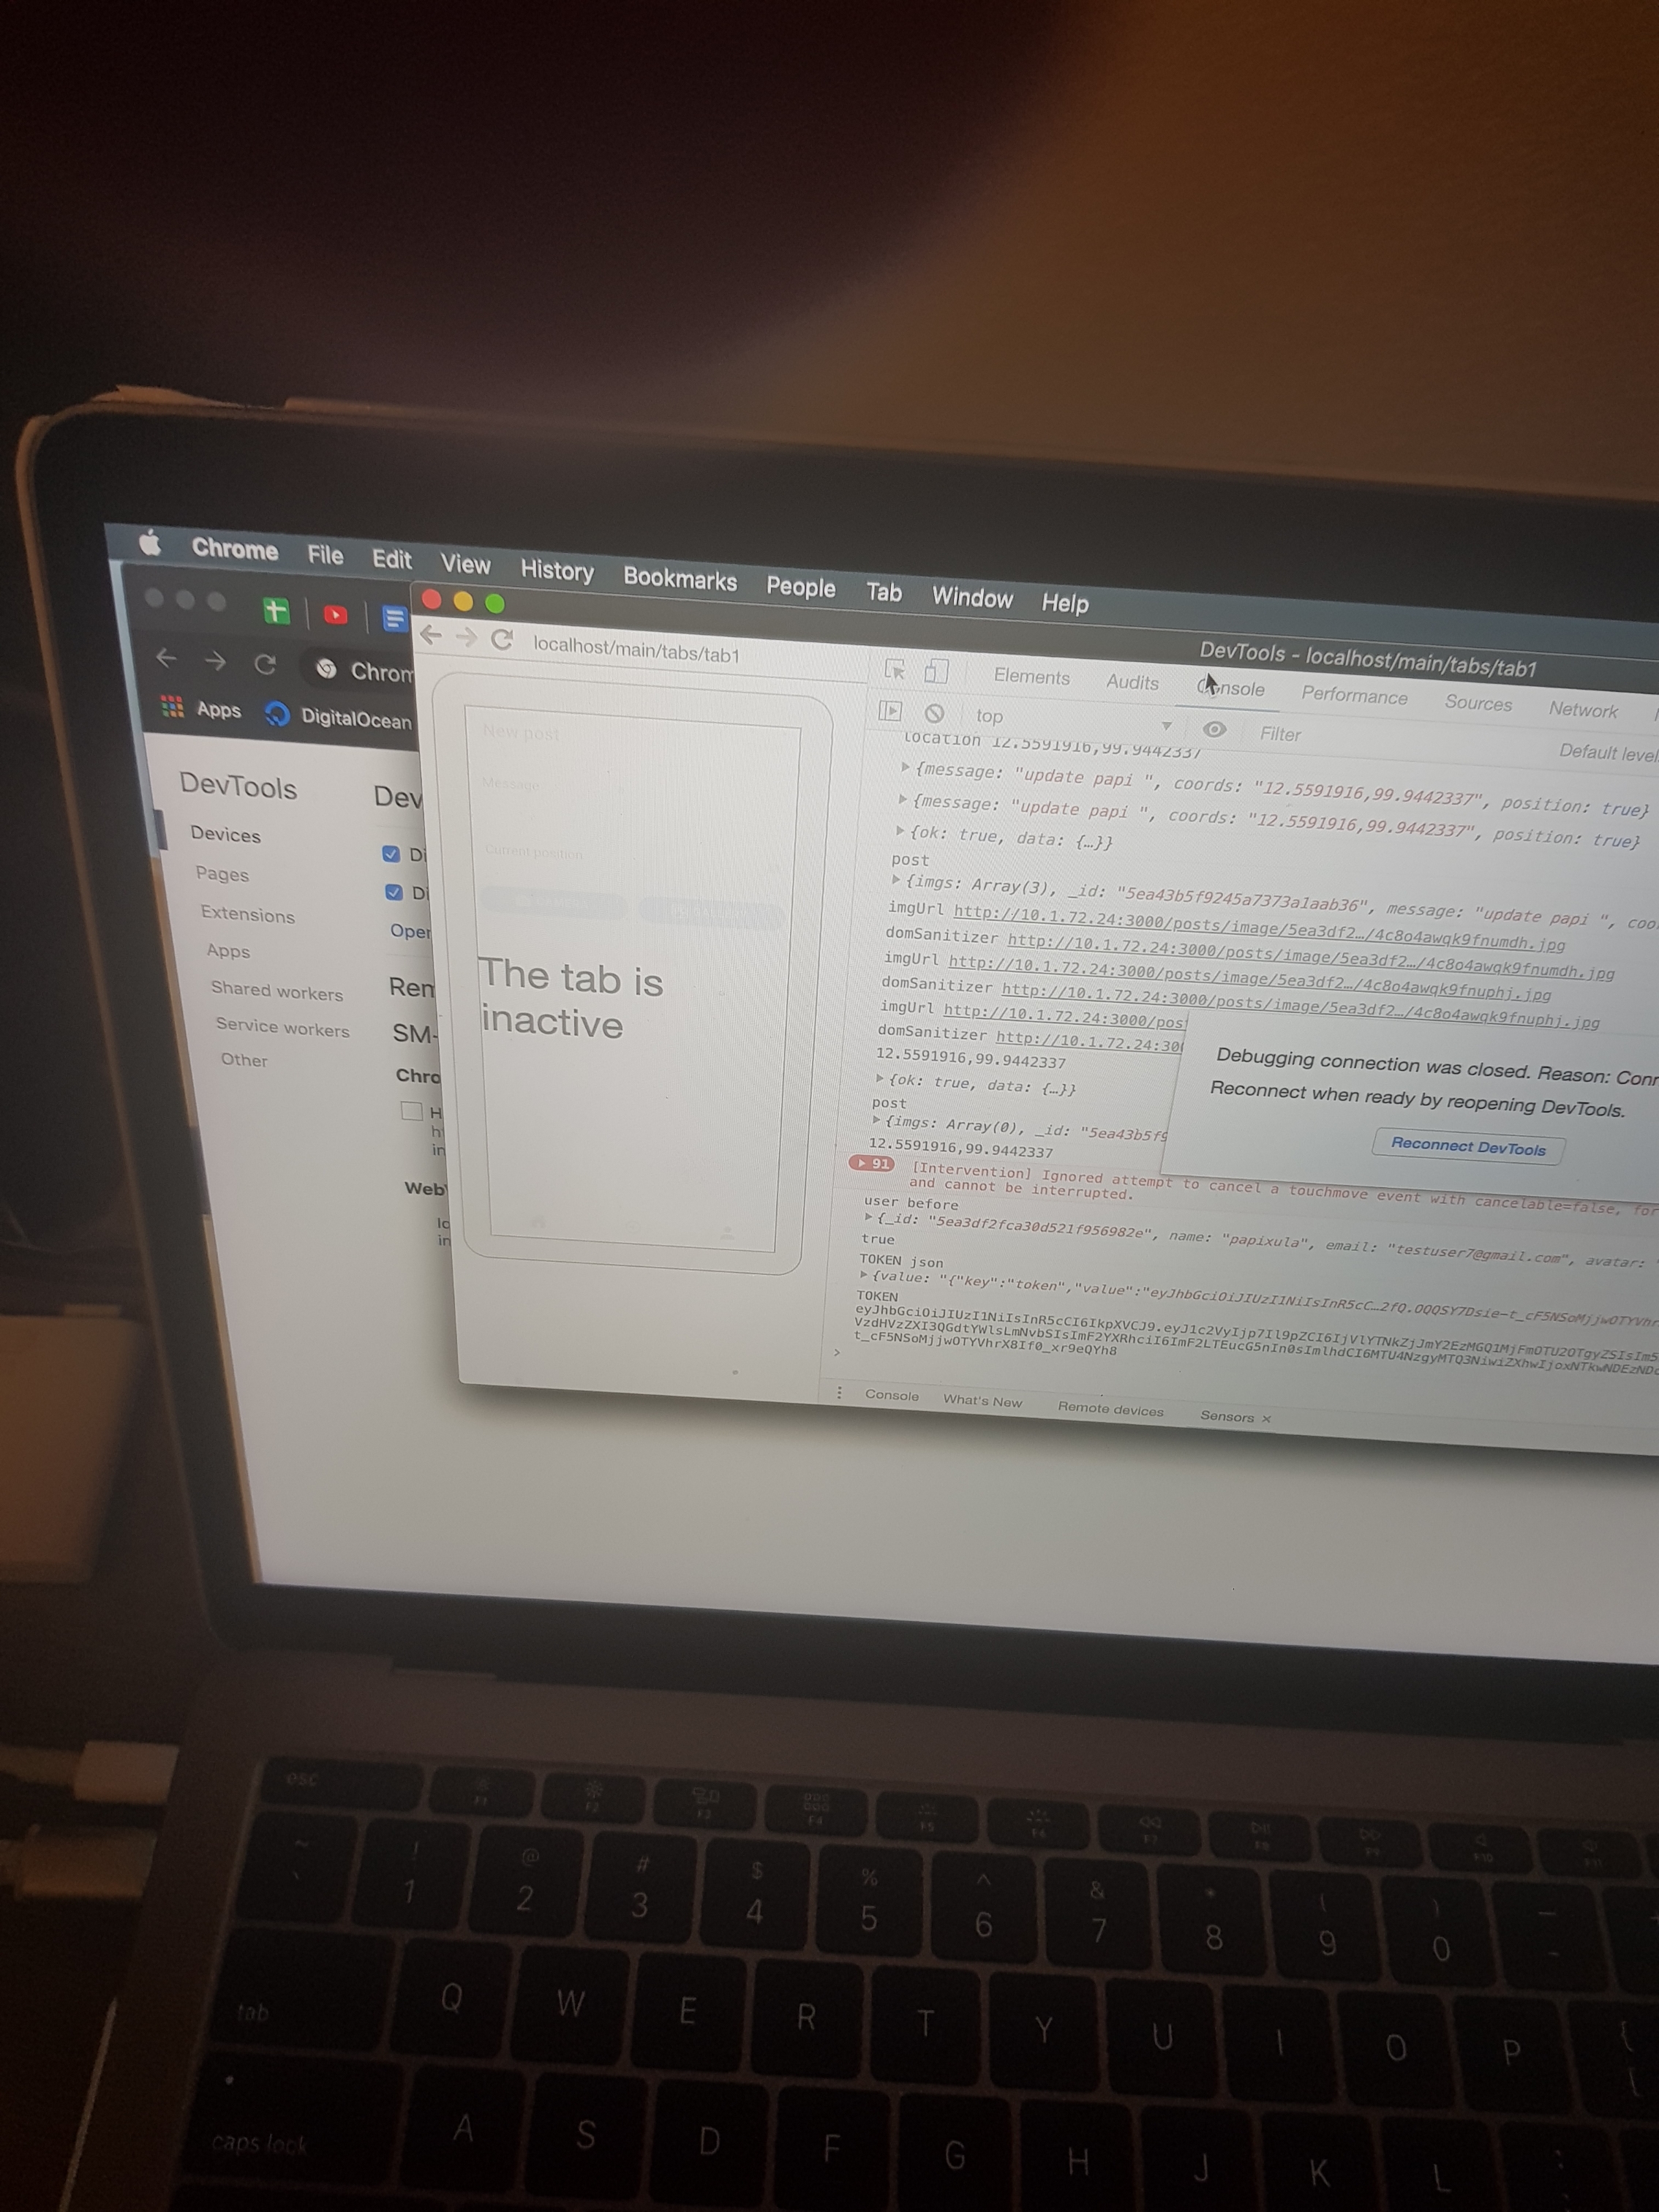 Chrome File Edit View History Bookmarks People Tab Window Help
DevTools - localhost/main/tabs/tab1
localhost/main/tabs/tab1
Chrom
Apps DigitalOcean
Elements Audits Console Performance Sources Network
top Filter Default level
DevTools
Devices
Pages
Extensions
Apps
Shared workers
Service workers
Other
Dev
Di
Di
Oper
Rem
SM-
Chro
H
h
in
Web
lo
in
New post
Message
Current position
The tab is
inactive
location 12.5591916,99.9442337
{message: "update papi ", coords: "12.5591916,99.9442337", position: true}
{message: "update papi ", coords: "12.5591916,99.9442337", position: true}
{ok: true, data: {…}}
post
{imgs: Array(3), _id: "5ea43b5f9245a7373a1aab36", message: "update papi ", coo
imgUrl http://10.1.72.24:3000/posts/image/5ea3df2…/4c8o4awqk9fnumdh.jpg
domSanitizer http://10.1.72.24:3000/posts/image/5ea3df2…/4c8o4awqk9fnumdh.jpg
imgUrl http://10.1.72.24:3000/posts/image/5ea3df2…/4c8o4awqk9fnuphj.jpg
domSanitizer http://10.1.72.24:3000/posts/image/5ea3df2…/4c8o4awqk9fnuphj.jpg
imgUrl http://10.1.72.24:3000/pos
domSanitizer http://10.1.72.24:300
12.5591916,99.9442337
{ok: true, data: {…}}
post
{imgs: Array(0), _id: "5ea43b5f9
12.5591916,99.9442337
Debugging connection was closed. Reason: Conn
Reconnect when ready by reopening DevTools.
Reconnect DevTools
91 [Intervention] Ignored attempt to cancel a touchmove event with cancelable=false, for
and cannot be interrupted.
user before
{_id: "5ea3df2fca30d521f956982e", name: "papixula", email: "testuser7@gmail.com", avatar: "
true
TOKEN json
{value: "{"key":"token","value":"eyJhbGciOiJIUzI1NiIsInR5cC…2fQ.OQQSY7Dsie-t_cF5NSoMjjwOTYVhr
TOKEN
t_cF5NSoMjjwOTYVhrX8If0_xr9eQYh8
Console What's New Remote devices Sensors ×
esc F1 F2 F3 F4 F5 F6 F7 F8 F9 F10 F11
~ ! @ # $ % ^ & * ( ) —
\` 1 2 3 4 5 6 7 8 9 0 -
tab Q W E R T Y U I O P { [
caps lock A S D F G H J K L :